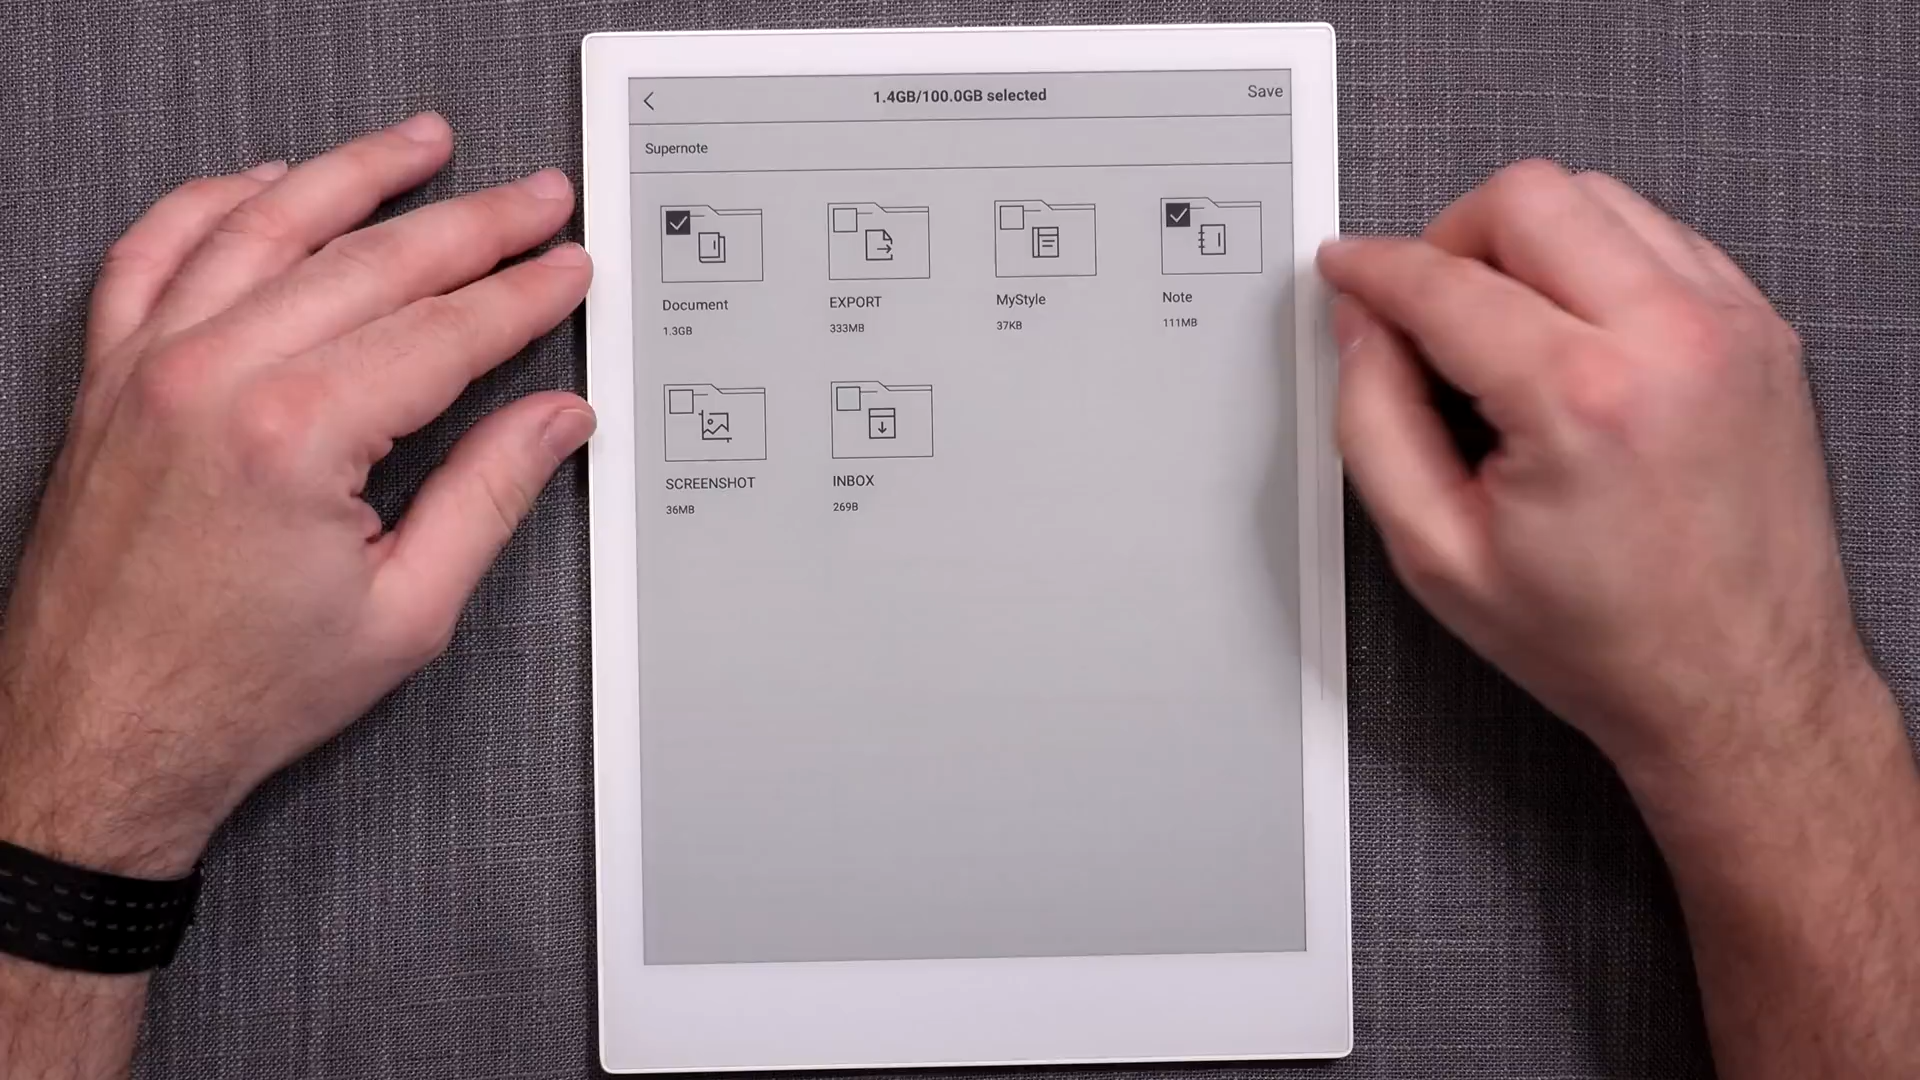 1.4GB/100.0GB selected
Save
Supernote
Document
EXPORT
MyStyle
Note
1.3GB
333MB
37KB
111MB
SCREENSHOT
INBOX
36MB
269B